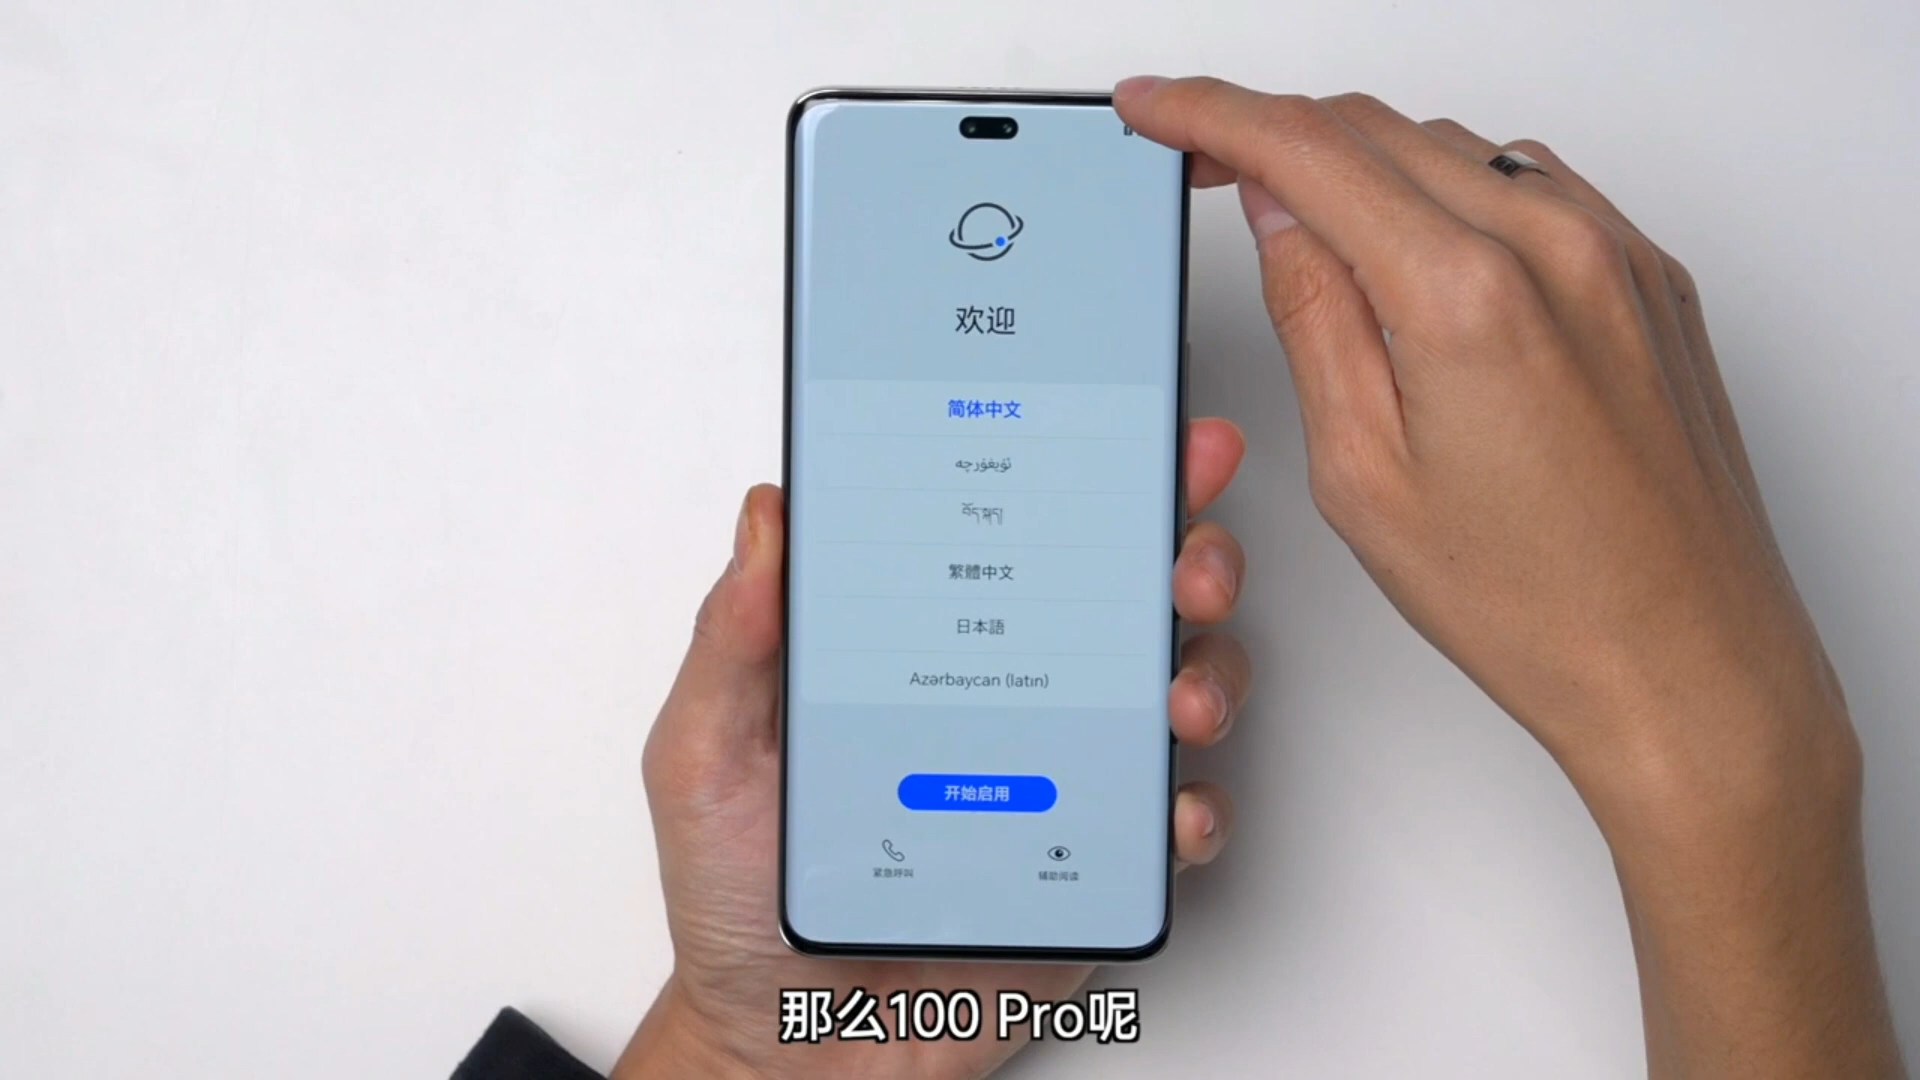 欢迎
简体中文
ئۇيغۇرچە
བོད་སྐད།
繁體中文
日本語
Azərbaycan (latın)
开始启用
紧急呼叫
辅助阅读
那么100 Pro呢